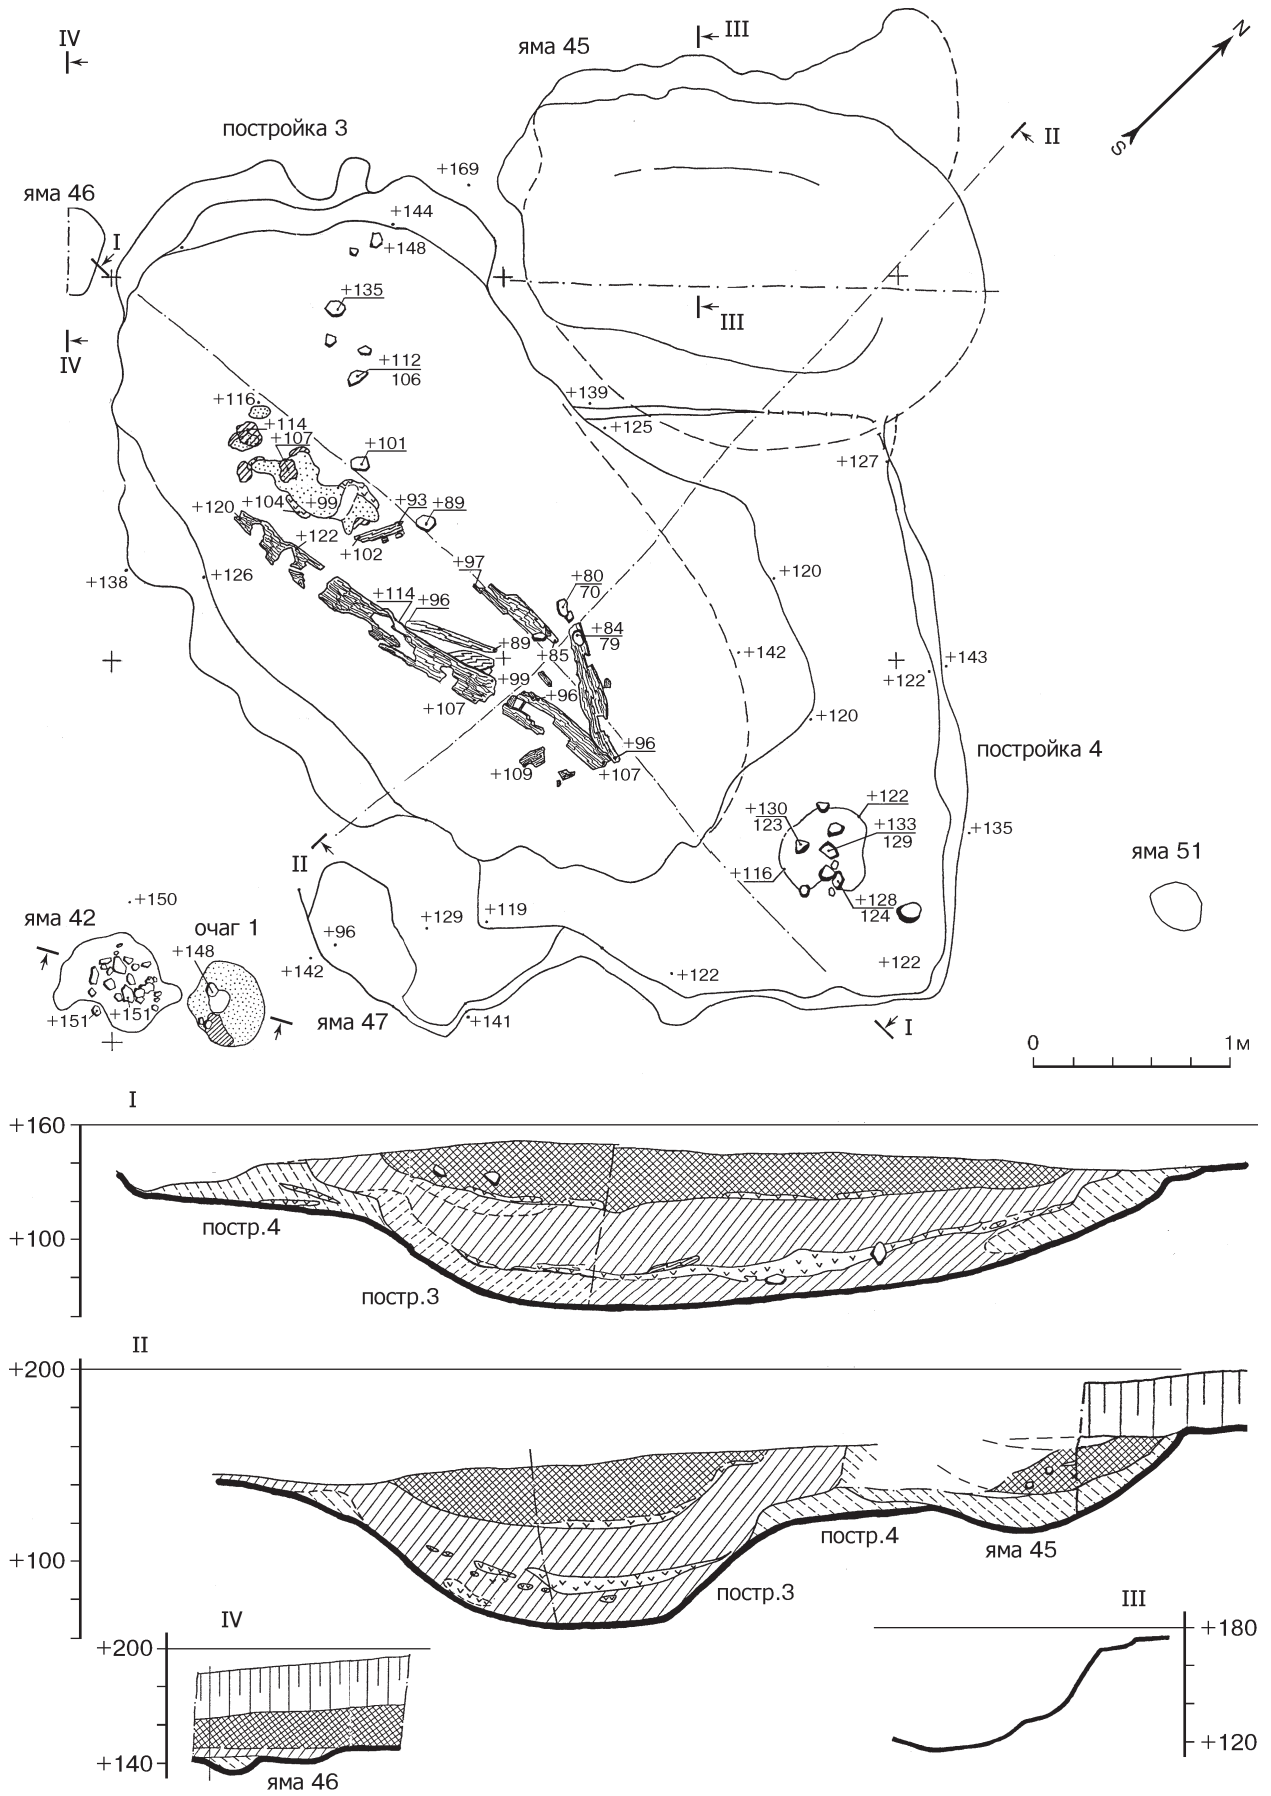 IV
III
яма 45
N
S
II
постройка 3
+169
яма 46
+144
I
+148
+135
III
IV
+112
106
+139
+116
+125
+114
+107
+101
+127
+104
+99
+93
+89
+120
+122
+102
+97
+80
70
+120
+138
+126
+114
+96
+84
79
+89
+85
+142
+143
+122
+99
+96
+107
+120
+96
постройка 4
+109
+107
+122
+130
123
+133
129
+135
яма 51
II
+116
+128
124
+150
яма 42
очаг 1
+129
+119
+148
+96
+142
+122
+122
+151
+151
яма 47
+141
I
0
1м
I
+160
постр.4
+100
постр.3
II
+200
постр.4
яма 45
+100
постр.3
IV
III
+200
+180
+140
+120
яма 46